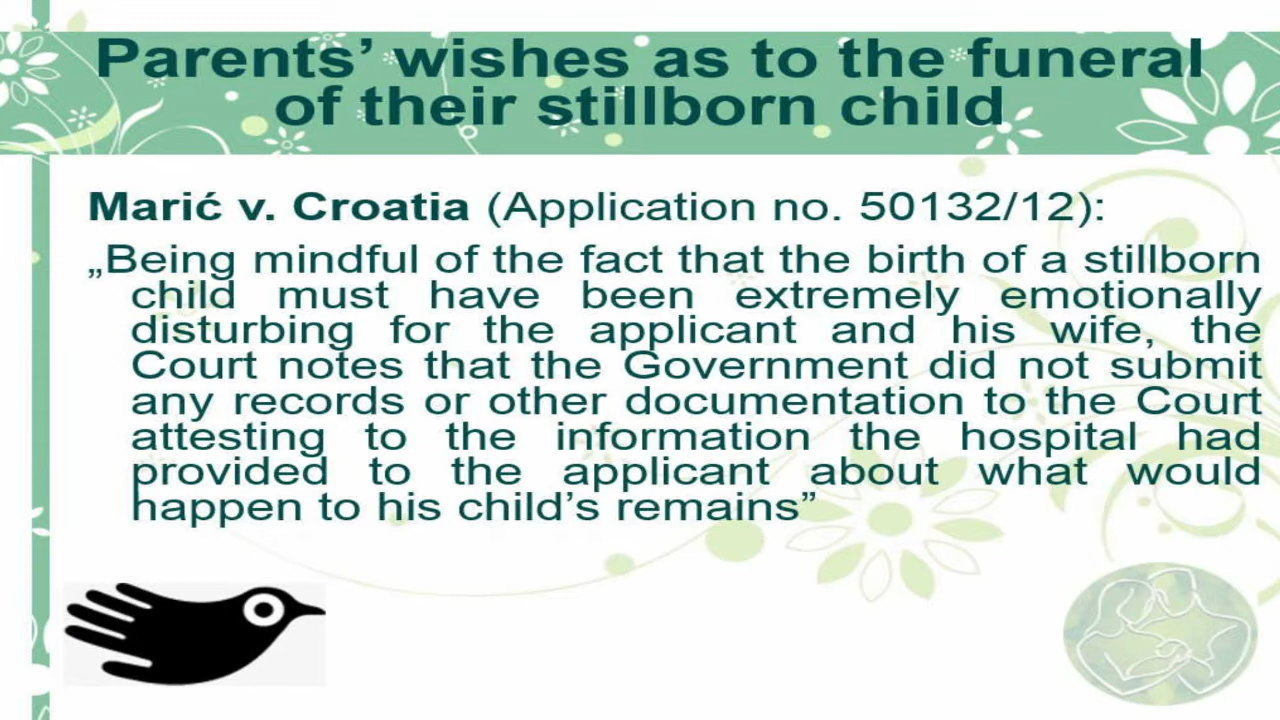 Parents’ wishes as to the funeral
of their stillborn child
Marić v. Croatia (Application no. 50132/12):
„Being mindful of the fact that the birth of a stillborn
child must have been extremely emotionally
disturbing for the applicant and his wife, the
Court notes that the Government did not submit
any records or other documentation to the Court
attesting to the information the hospital had
provided to the applicant about what would
happen to his child’s remains”